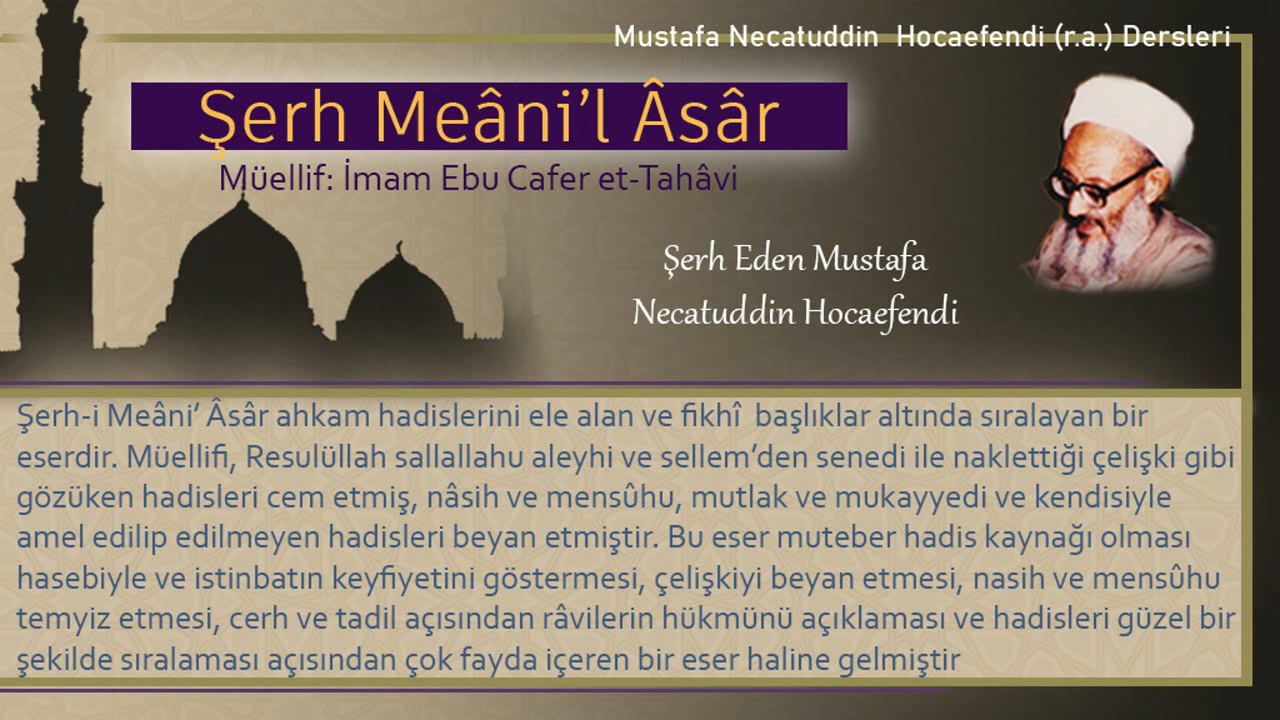 Mustafa Necatuddin Hocaefendi (r.a.) Dersleri
Şerh Meâni’l Âsâr
Müellif: İmam Ebu Cafer et-Tahâvi
Şerh Eden Mustafa
Necatuddin Hocaefendi
Şerh-i Meâni’ Âsâr ahkam hadislerini ele alan ve fikhî başlıklar altında sıralayan bir
eserdir. Müellifi, Resulüllah sallallahu aleyhi ve sellem’den senedi ile naklettiği çelişki gibi
gözüken hadisleri cem etmiş, nâsih ve mensûhu, mutlak ve mukayyedi ve kendisiyle
amel edilip edilmeyen hadisleri beyan etmiştir. Bu eser muteber hadis kaynağı olması
hasebiyle ve istinbatın keyfiyetini göstermesi, çelişkiyi beyan etmesi, nasih ve mensûhu
temyiz etmesi, cerh ve tadil açısından râvilerin hükmünü açıklaması ve hadisleri güzel bir
şekilde sıralaması açısından çok fayda içeren bir eser haline gelmiştir